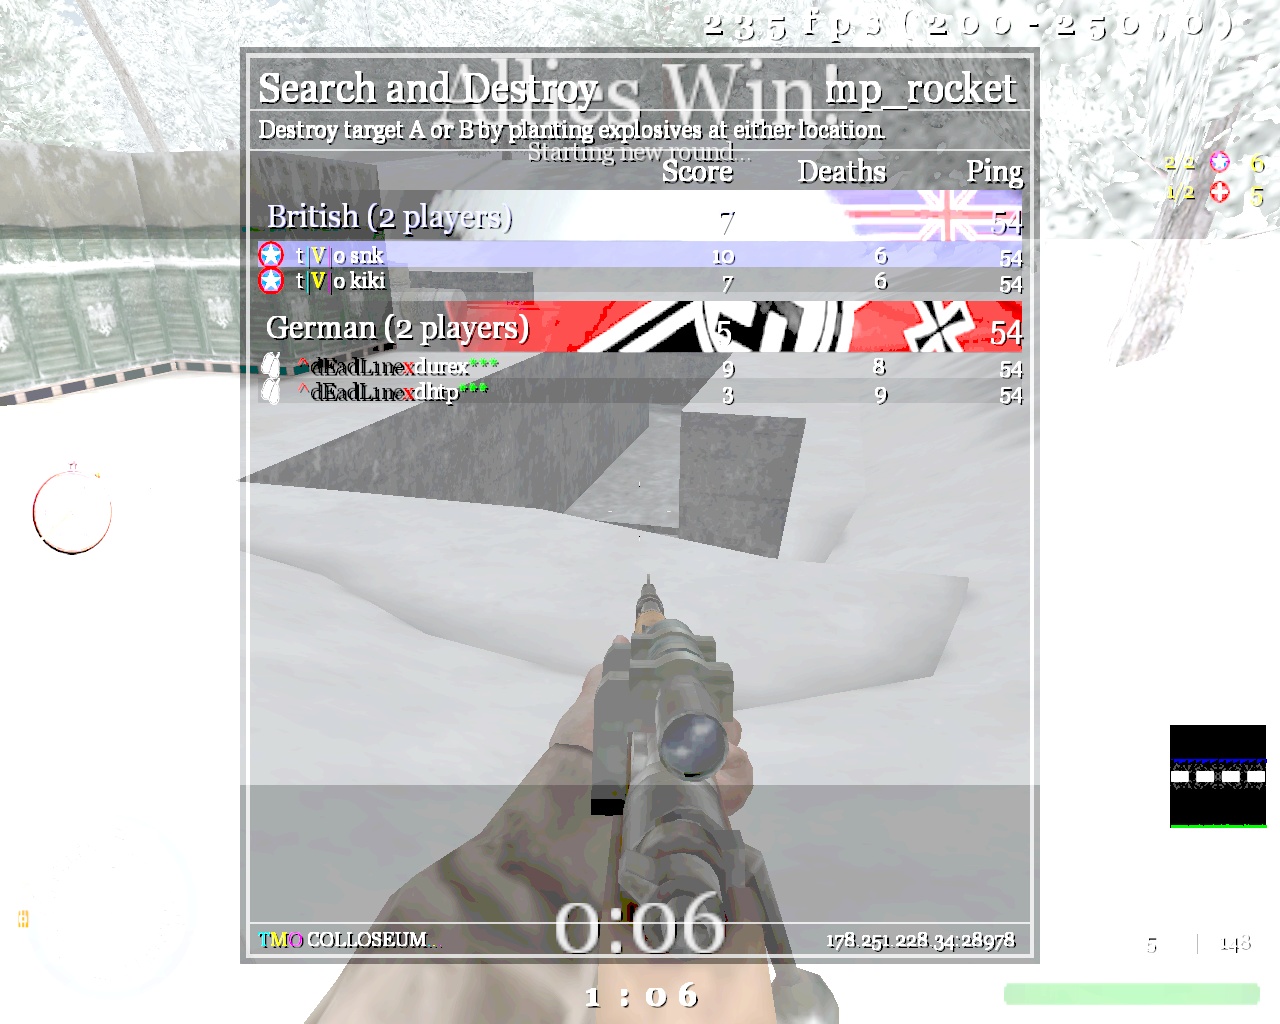 235fps(200-250,0)
Allies Win!
Search and Destroy mp_rocket
Destroy target A or B by planting explosives at either location.
Starting new round...
Score Deaths Ping
2 2 6
1/2 5
British (2 players) 7 54
t|V|o snk 10 6 54
t|V|o kiki 7 6 54
German (2 players) 5 54
^dEadL1nexdurex*** 9 8 54
^dEadL1nexdhtp*** 3 9 54
0:06
TMO COLLOSEUM... 178.251.228.34:28978
5 | 148
1:06